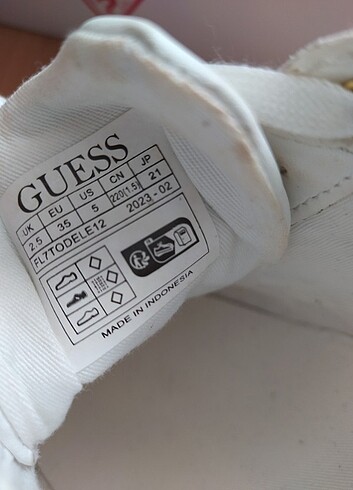 GUESS
UK EU US CN JP
2.5 35 5 220(1.5) 21
FL7TODELE12 2023-02
MADE IN INDONESIA